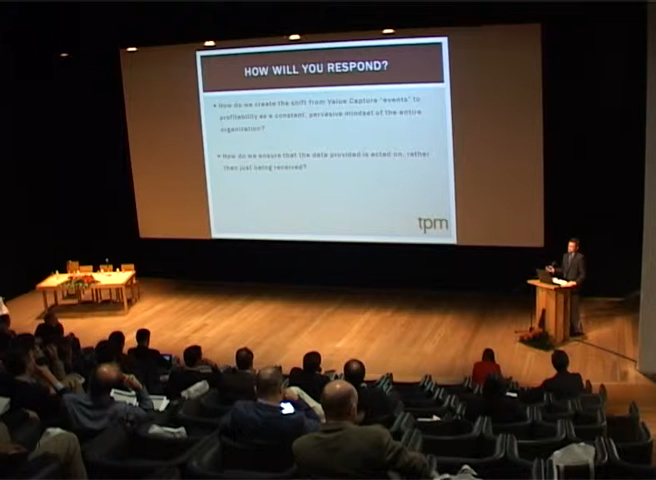 HOW WILL YOU RESPOND?
• How do we create the shift from Value Capture "events" to
profitability as a constant, pervasive mindset of the entire
organization?
• How do we ensure that the data provided is acted on, rather
than just being received?
tpm